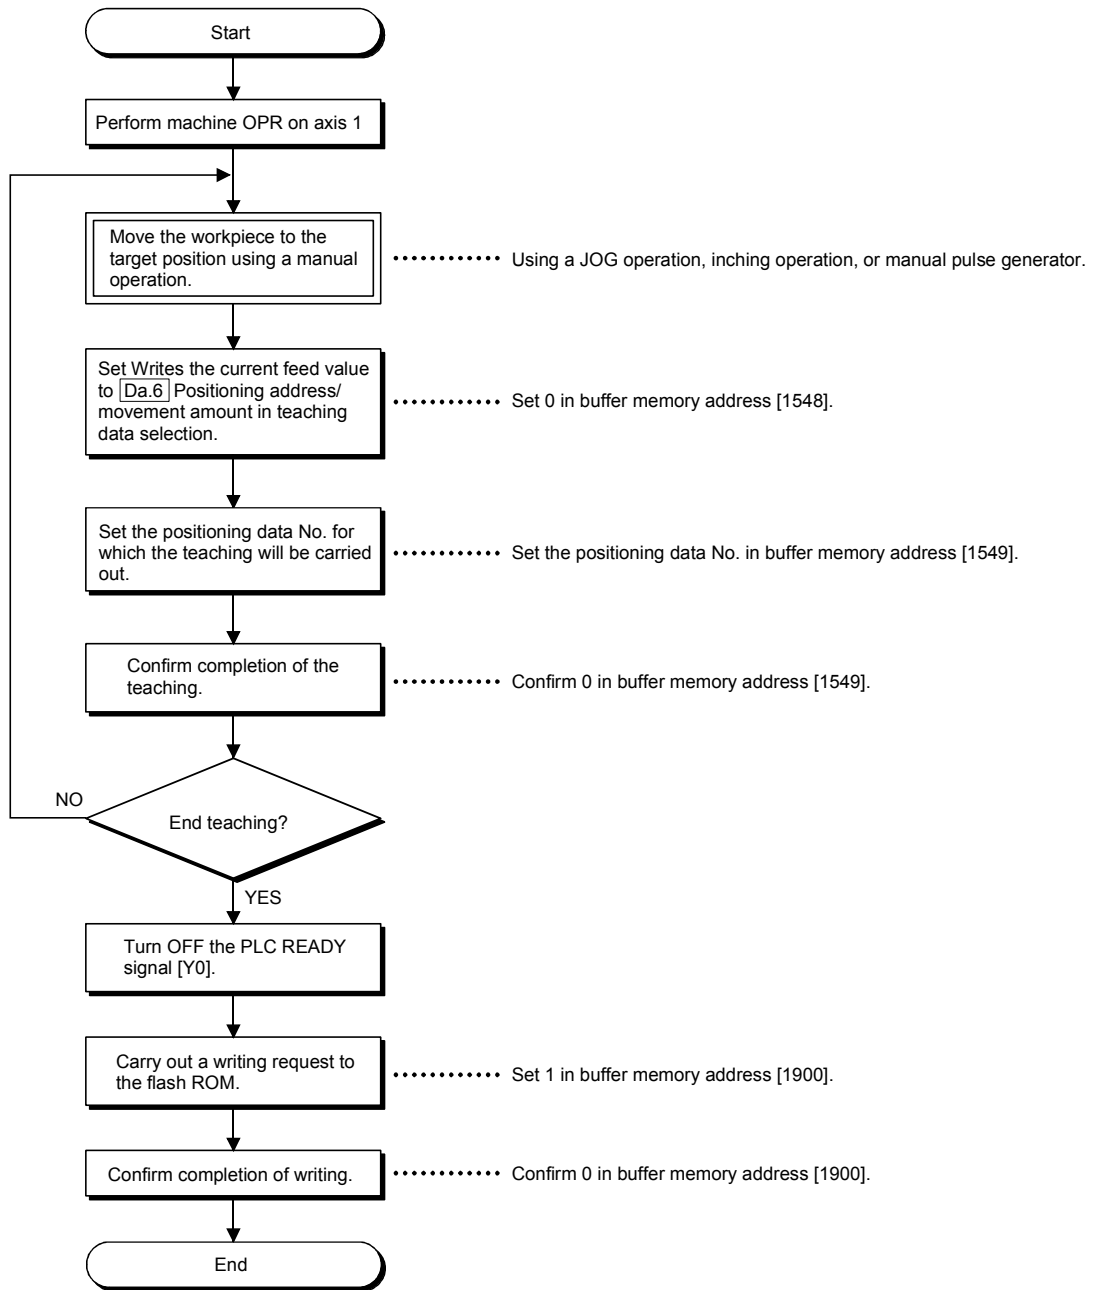 Start
Perform machine OPR on axis 1
Move the workpiece to the
target position using a manual
operation.
Using a JOG operation, inching operation, or manual pulse generator.
Set Writes the current feed value
to Da.6 Positioning address/
movement amount in teaching
data selection.
Set 0 in buffer memory address [1548].
Set the positioning data No. for
which the teaching will be carried
out.
Set the positioning data No. in buffer memory address [1549].
Confirm completion of the
teaching.
Confirm 0 in buffer memory address [1549].
NO
End teaching?
YES
Turn OFF the PLC READY
signal [Y0].
Carry out a writing request to
the flash ROM.
Set 1 in buffer memory address [1900].
Confirm completion of writing.
Confirm 0 in buffer memory address [1900].
End